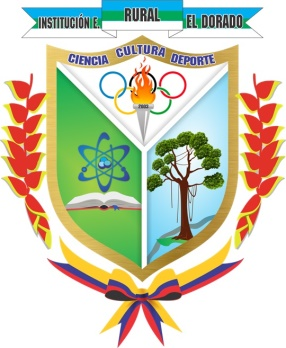 INSTITUCIÓN E. RURAL EL DORADO
CIENCIA CULTURA DEPORTE